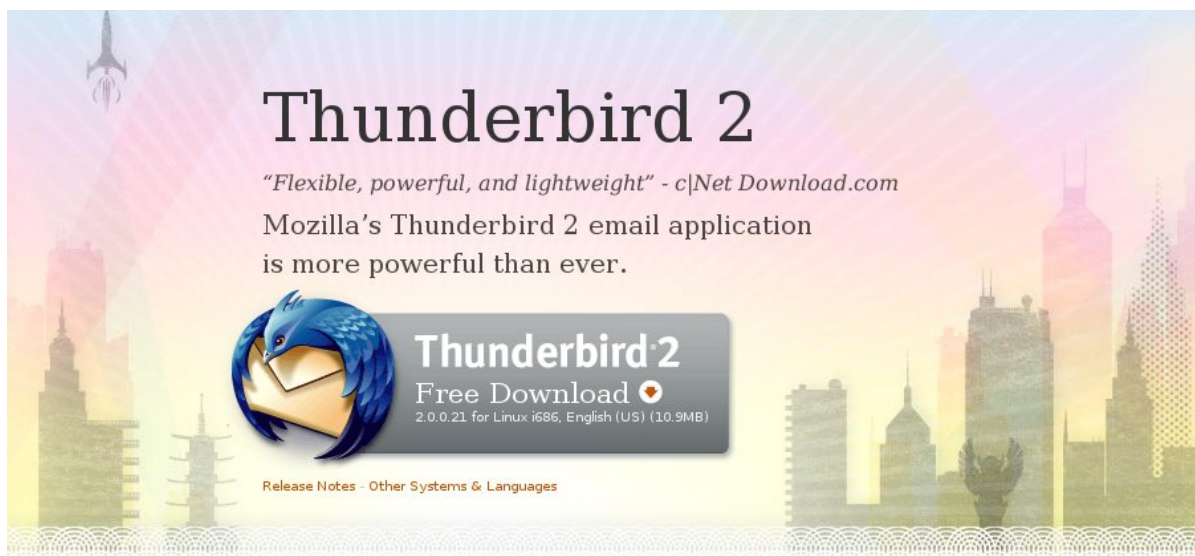 Thunderbird 2
“Flexible, powerful, and lightweight” - c|Net Download.com
Mozilla’s Thunderbird 2 email application
is more powerful than ever.
Thunderbird 2
Free Download
2.0.0.21 for Linux i686, English (US) (10.9MB)
Release Notes - Other Systems & Languages